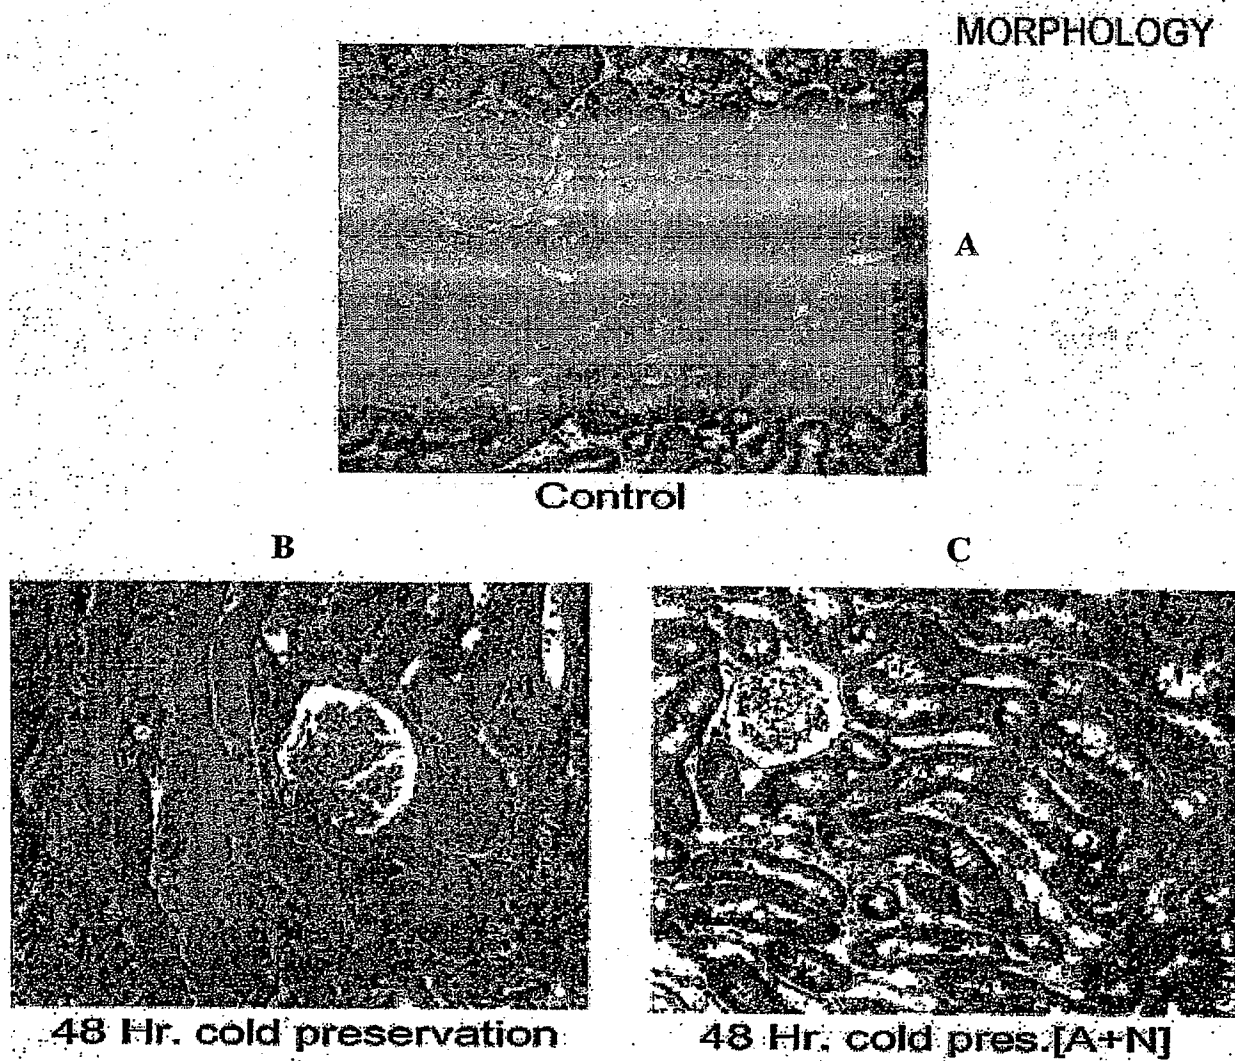 MORPHOLOGY
A
Control
B
C
48 Hr. cold preservation
48 Hr. cold pres.[A+N]